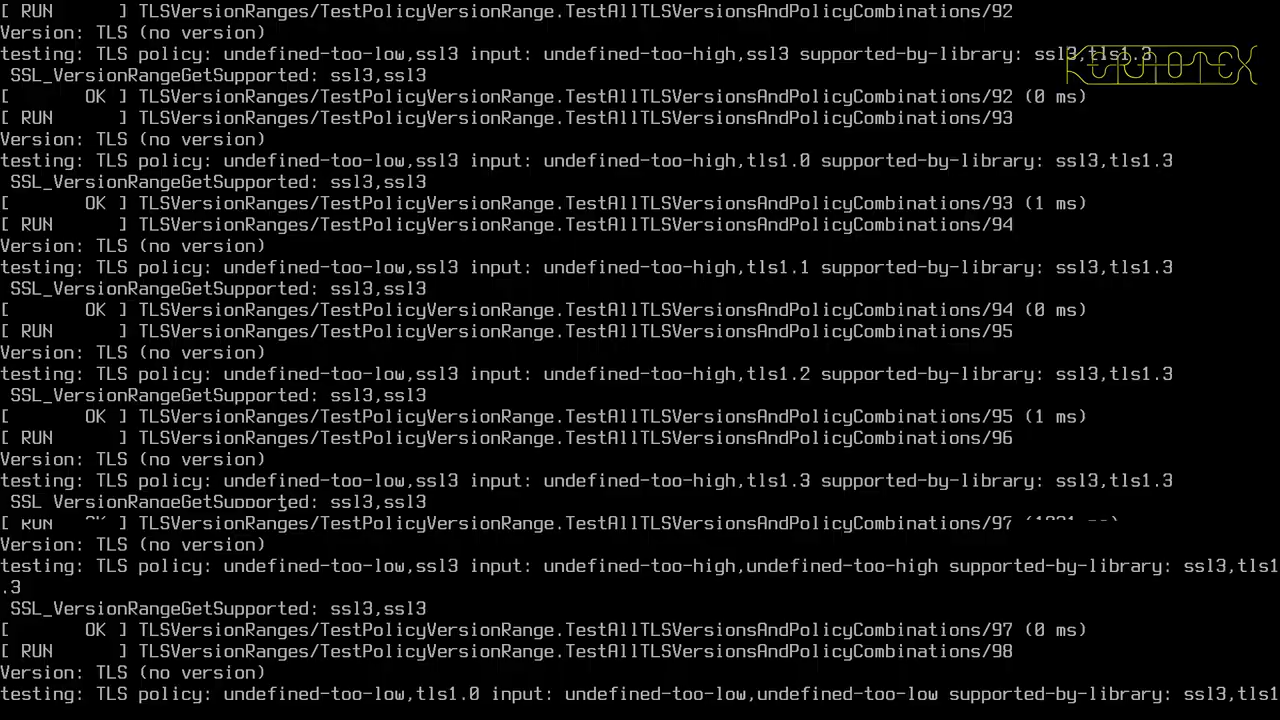 [ RUN      ] TLSVersionRanges/TestPolicyVersionRange.TestAllTLSVersionsAndPolicyCombinations/92
Version: TLS (no version)
testing: TLS policy: undefined-too-low,ssl3 input: undefined-too-high,ssl3 supported-by-library: ssl3,tls1.3
 SSL_VersionRangeGetSupported: ssl3,ssl3
[       OK ] TLSVersionRanges/TestPolicyVersionRange.TestAllTLSVersionsAndPolicyCombinations/92 (0 ms)
[ RUN      ] TLSVersionRanges/TestPolicyVersionRange.TestAllTLSVersionsAndPolicyCombinations/93
Version: TLS (no version)
testing: TLS policy: undefined-too-low,ssl3 input: undefined-too-high,tls1.0 supported-by-library: ssl3,tls1.3
 SSL_VersionRangeGetSupported: ssl3,ssl3
[       OK ] TLSVersionRanges/TestPolicyVersionRange.TestAllTLSVersionsAndPolicyCombinations/93 (1 ms)
[ RUN      ] TLSVersionRanges/TestPolicyVersionRange.TestAllTLSVersionsAndPolicyCombinations/94
Version: TLS (no version)
testing: TLS policy: undefined-too-low,ssl3 input: undefined-too-high,tls1.1 supported-by-library: ssl3,tls1.3
 SSL_VersionRangeGetSupported: ssl3,ssl3
[       OK ] TLSVersionRanges/TestPolicyVersionRange.TestAllTLSVersionsAndPolicyCombinations/94 (0 ms)
[ RUN      ] TLSVersionRanges/TestPolicyVersionRange.TestAllTLSVersionsAndPolicyCombinations/95
Version: TLS (no version)
testing: TLS policy: undefined-too-low,ssl3 input: undefined-too-high,tls1.2 supported-by-library: ssl3,tls1.3
 SSL_VersionRangeGetSupported: ssl3,ssl3
[       OK ] TLSVersionRanges/TestPolicyVersionRange.TestAllTLSVersionsAndPolicyCombinations/95 (1 ms)
[ RUN      ] TLSVersionRanges/TestPolicyVersionRange.TestAllTLSVersionsAndPolicyCombinations/96
Version: TLS (no version)
testing: TLS policy: undefined-too-low,ssl3 input: undefined-too-high,tls1.3 supported-by-library: ssl3,tls1.3
 SSL_VersionRangeGetSupported: ssl3,ssl3
[ RUN      ] TLSVersionRanges/TestPolicyVersionRange.TestAllTLSVersionsAndPolicyCombinations/97
Version: TLS (no version)
testing: TLS policy: undefined-too-low,ssl3 input: undefined-too-high,undefined-too-high supported-by-library: ssl3,tls1
.3
 SSL_VersionRangeGetSupported: ssl3,ssl3
[       OK ] TLSVersionRanges/TestPolicyVersionRange.TestAllTLSVersionsAndPolicyCombinations/97 (0 ms)
[ RUN      ] TLSVersionRanges/TestPolicyVersionRange.TestAllTLSVersionsAndPolicyCombinations/98
Version: TLS (no version)
testing: TLS policy: undefined-too-low,tls1.0 input: undefined-too-low,undefined-too-low supported-by-library: ssl3,tls1